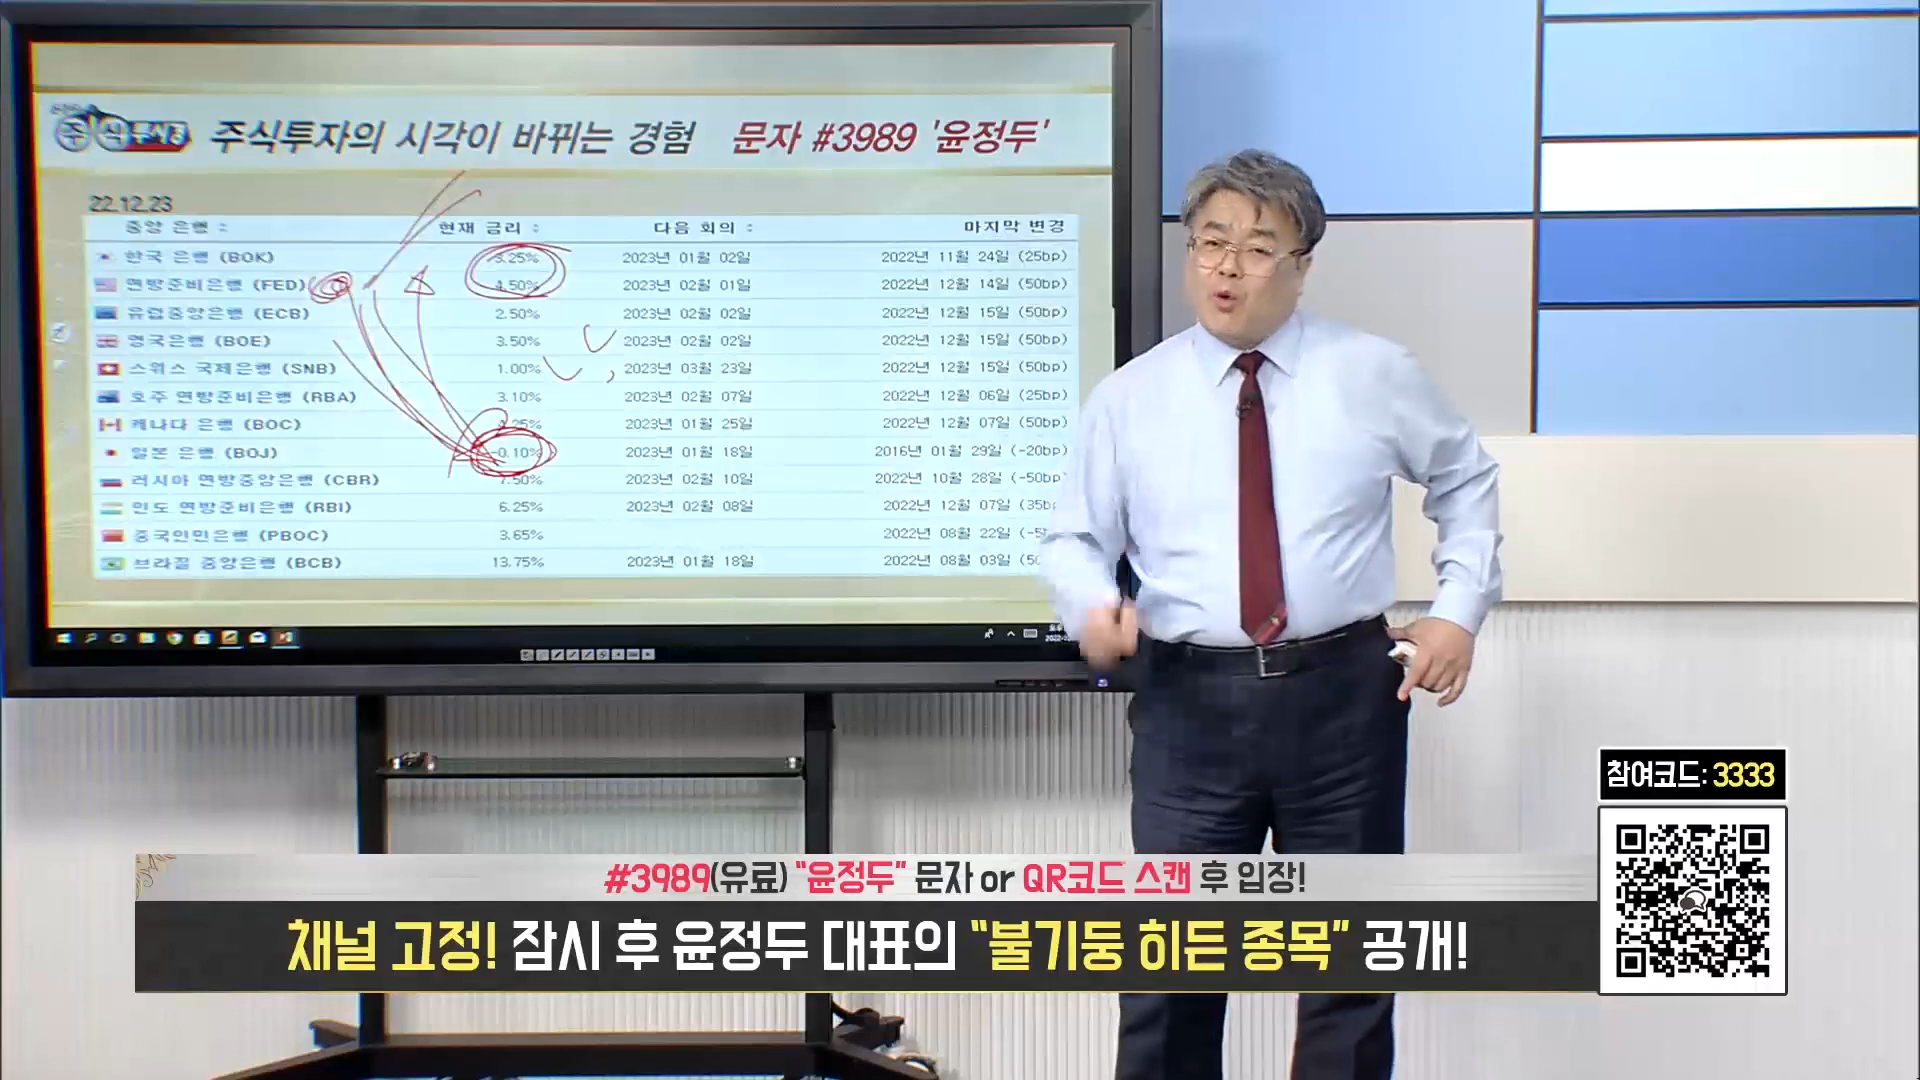 주식투자의 시각이 바뀌는 경험 문자 #3989 '윤정두'
22.12.23
중앙 은행 현재 금리 다음 회의 마지막 변경
한국 은행 (BOK) 3.25% 2023년 01월 02일 2022년 11월 24일 (25bp)
연방준비은행 (FED) 4.50% 2023년 02월 01일 2022년 12월 14일 (50bp)
유럽중앙은행 (ECB) 2.50% 2023년 02월 02일 2022년 12월 15일 (50bp)
영국은행 (BOE) 3.50% 2023년 02월 02일 2022년 12월 15일 (50bp)
스위스 국제은행 (SNB) 1.00% 2023년 03월 23일 2022년 12월 15일 (50bp)
호주 연방준비은행 (RBA) 3.10% 2023년 02월 07일 2022년 12월 06일 (25bp)
캐나다 은행 (BOC) 4.25% 2023년 01월 25일 2022년 12월 07일 (50bp)
일본 은행 (BOJ) -0.10% 2023년 01월 18일 2016년 01월 29일 (-20bp)
러시아 연방중앙은행 (CBR) 7.50% 2023년 02월 10일 2022년 10월 28일 (-50bp)
인도 연방준비은행 (RBI) 6.25% 2023년 02월 08일 2022년 12월 07일 (35bp
중국인민은행 (PBOC) 3.65% 2022년 08월 22일
브라질 중앙은행 (BCB) 13.75% 2023년 01월 18일 2022년 08월 03일
참여코드: 3333
#3989(유료) "윤정두" 문자 or QR코드 스캔 후 입장!
채널 고정! 잠시 후 윤정두 대표의 "불기둥 히든 종목" 공개!